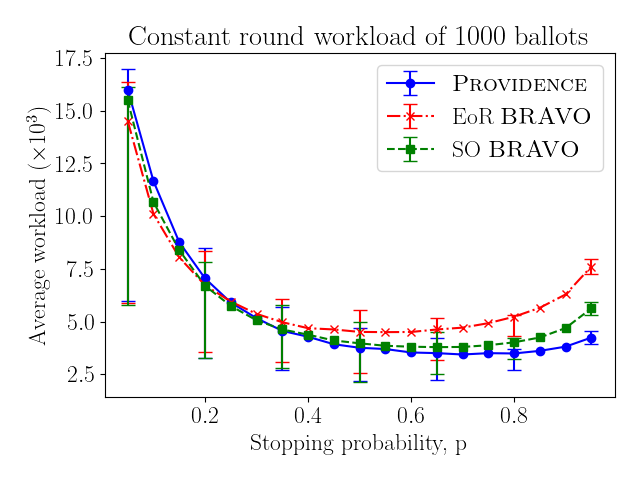 Constant round workload of 1000 ballots
17.5
15.0
12.5
10.0
7.5
5.0
2.5
Average workload (×10³)
PROVIDENCE
EoR BRAVO
SO BRAVO
0.2 0.4 0.6 0.8
Stopping probability, p